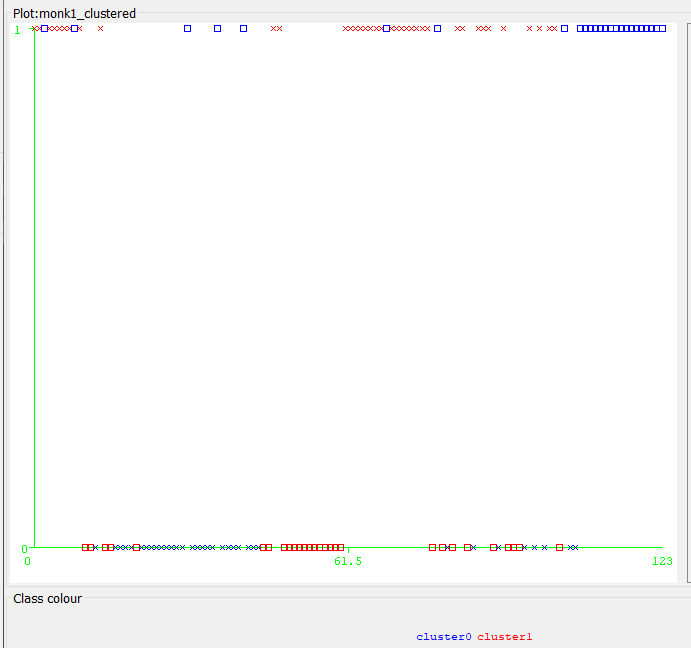 Plot:monk1_clustered
1
0
0 61.5 123
Class colour
cluster0 cluster1